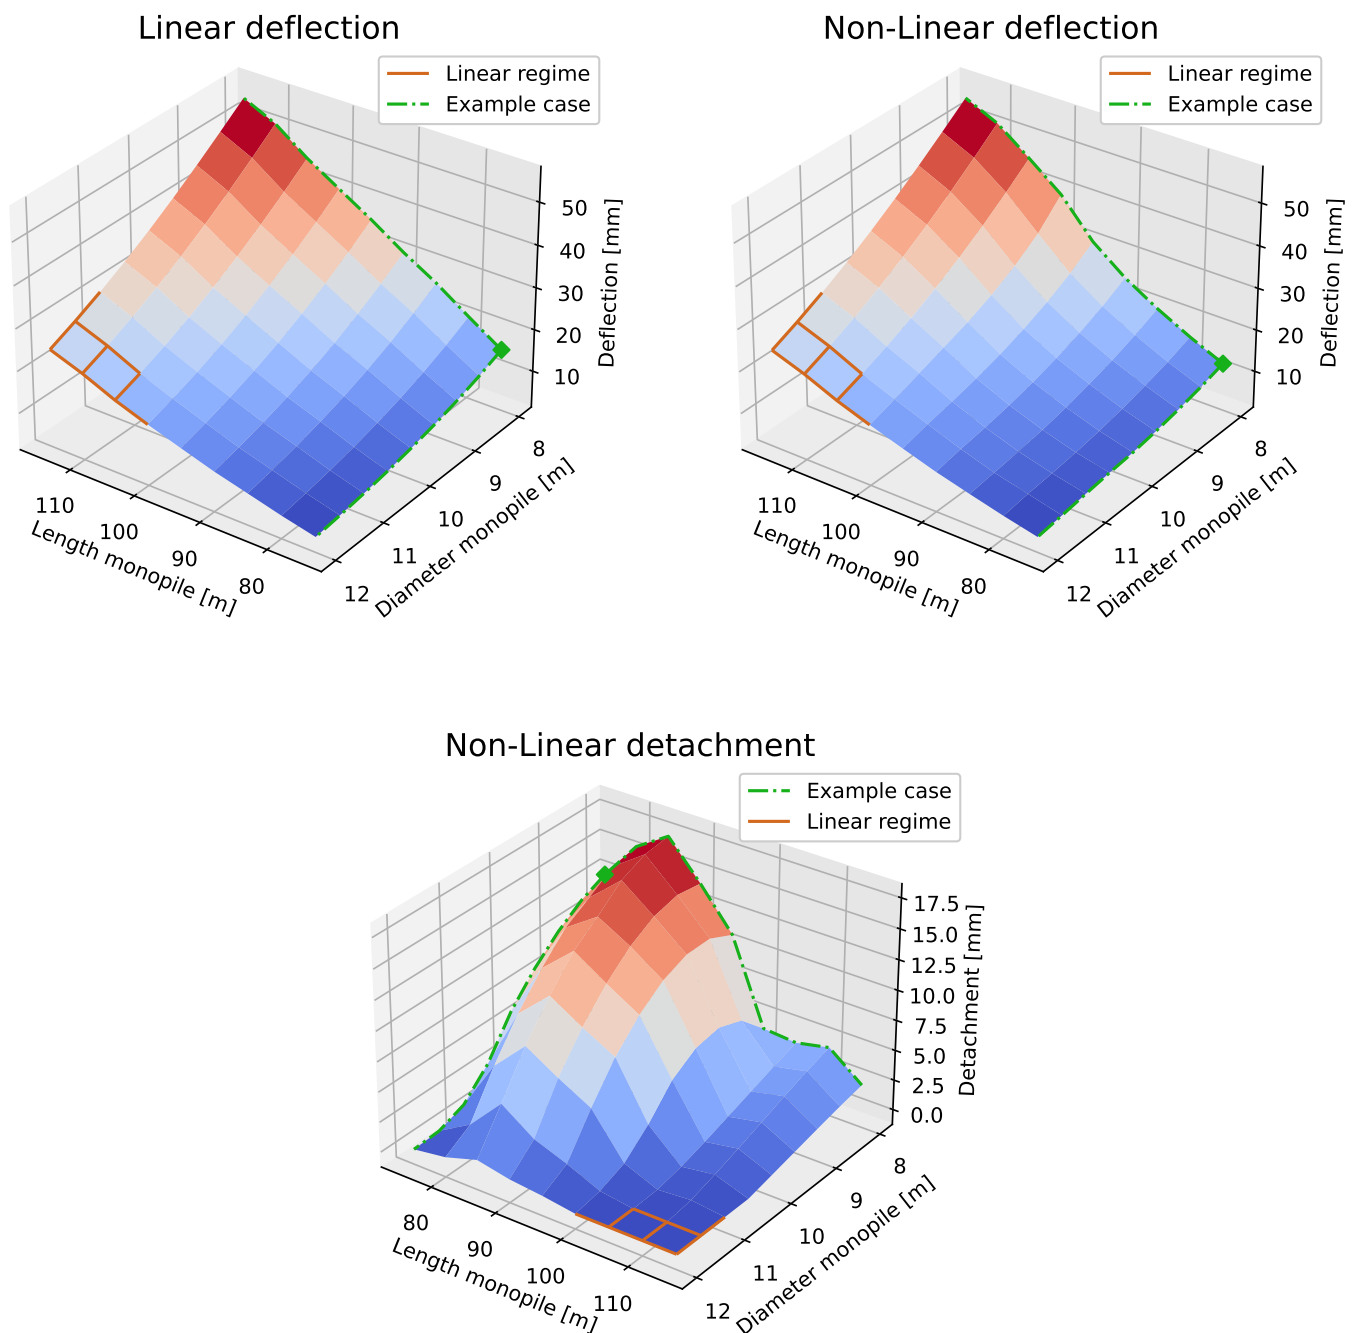 Linear deflection
Linear regime
Example case
50
40
30
20
10
Deflection [mm]
110
100
90
80
Length monopile [m]
8
9
10
11
12
Diameter monopile [m]
Non-Linear deflection
Linear regime
Example case
50
40
30
20
10
Deflection [mm]
110
100
90
80
Length monopile [m]
8
9
10
11
12
Diameter monopile [m]
Non-Linear detachment
Example case
Linear regime
17.5
15.0
12.5
10.0
7.5
5.0
2.5
0.0
Detachment [mm]
80
90
100
110
Length monopile [m]
8
9
10
11
12
Diameter monopile [m]